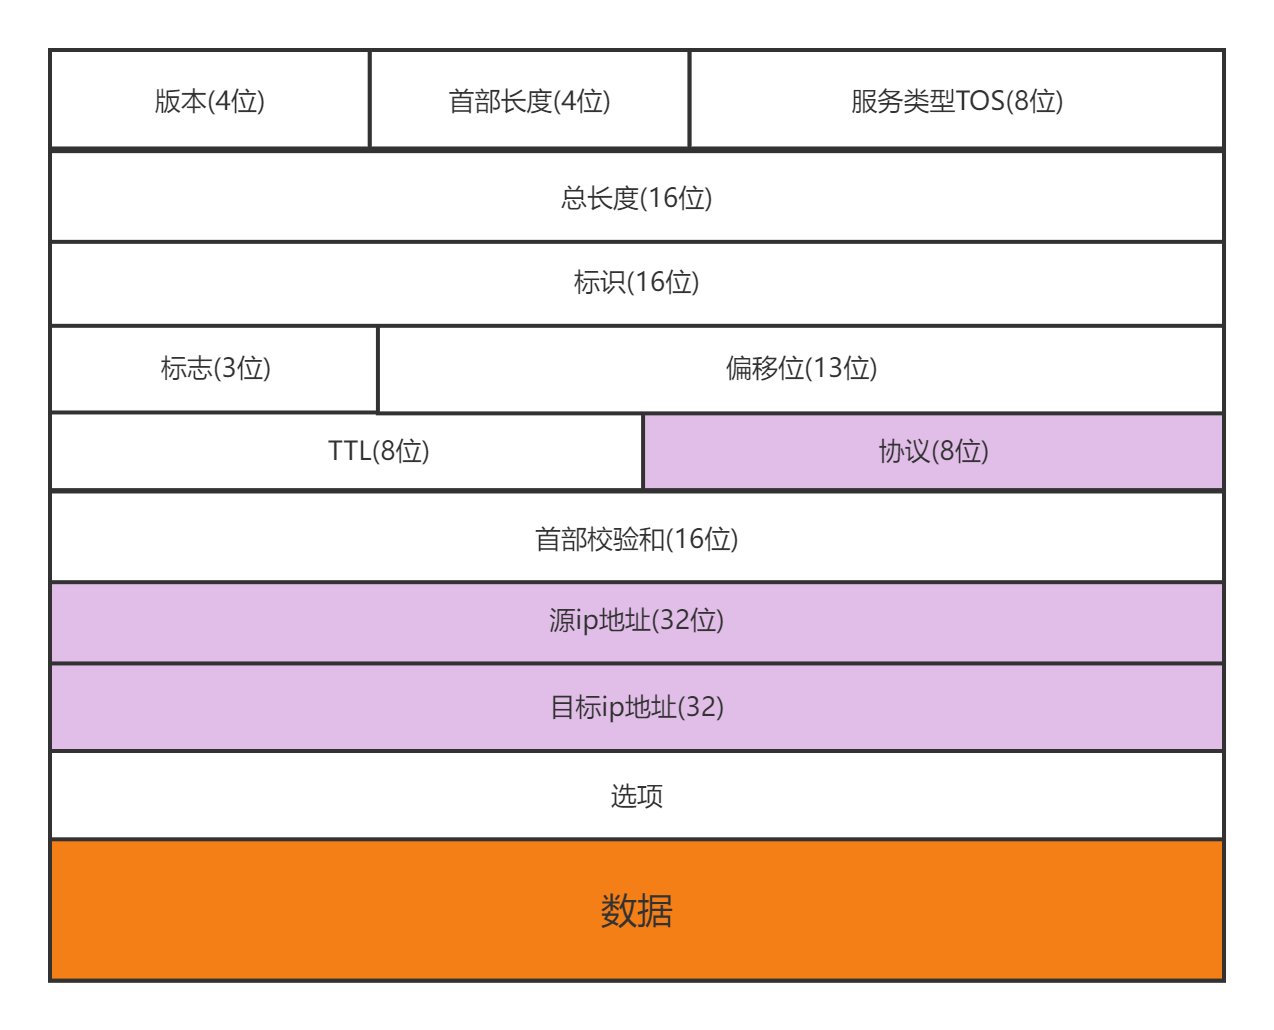 版本(4位)
首部长度(4位)
服务类型TOS(8位)
总长度(16位)
标识(16位)
标志(3位)
偏移位(13位)
TTL(8位)
协议(8位)
首部校验和(16位)
源ip地址(32位)
目标ip地址(32)
选项
数据